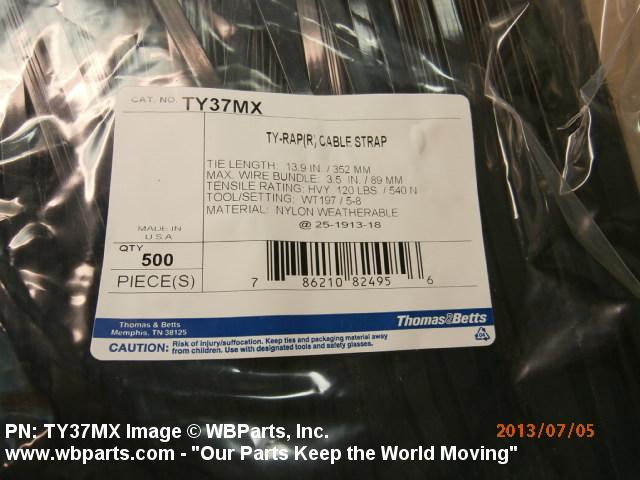 CAT. NO. TY37MX
TY-RAP(R) CABLE STRAP
TIE LENGTH: 13.9 IN. / 352 MM
MAX. WIRE BUNDLE: 3.5 IN. / 89 MM
TENSILE RATING: HVY 120 LBS / 540 N
TOOL/SETTING: WT197 / 5-8
MATERIAL: NYLON WEATHERABLE
@ 25-1913-18
MADE IN
U S A
QTY
500
PIECE(S)
7 86210 82495 6
Thomas & Betts
Memphis, TN 38125
Thomas&Betts
CAUTION: Risk of injury/suffocation. Keep ties and packaging material away
from children. Use with designated tools and safety glasses.
PN: TY37MX Image © WBParts, Inc.
2013/07/05
www.wbparts.com - "Our Parts Keep the World Moving"